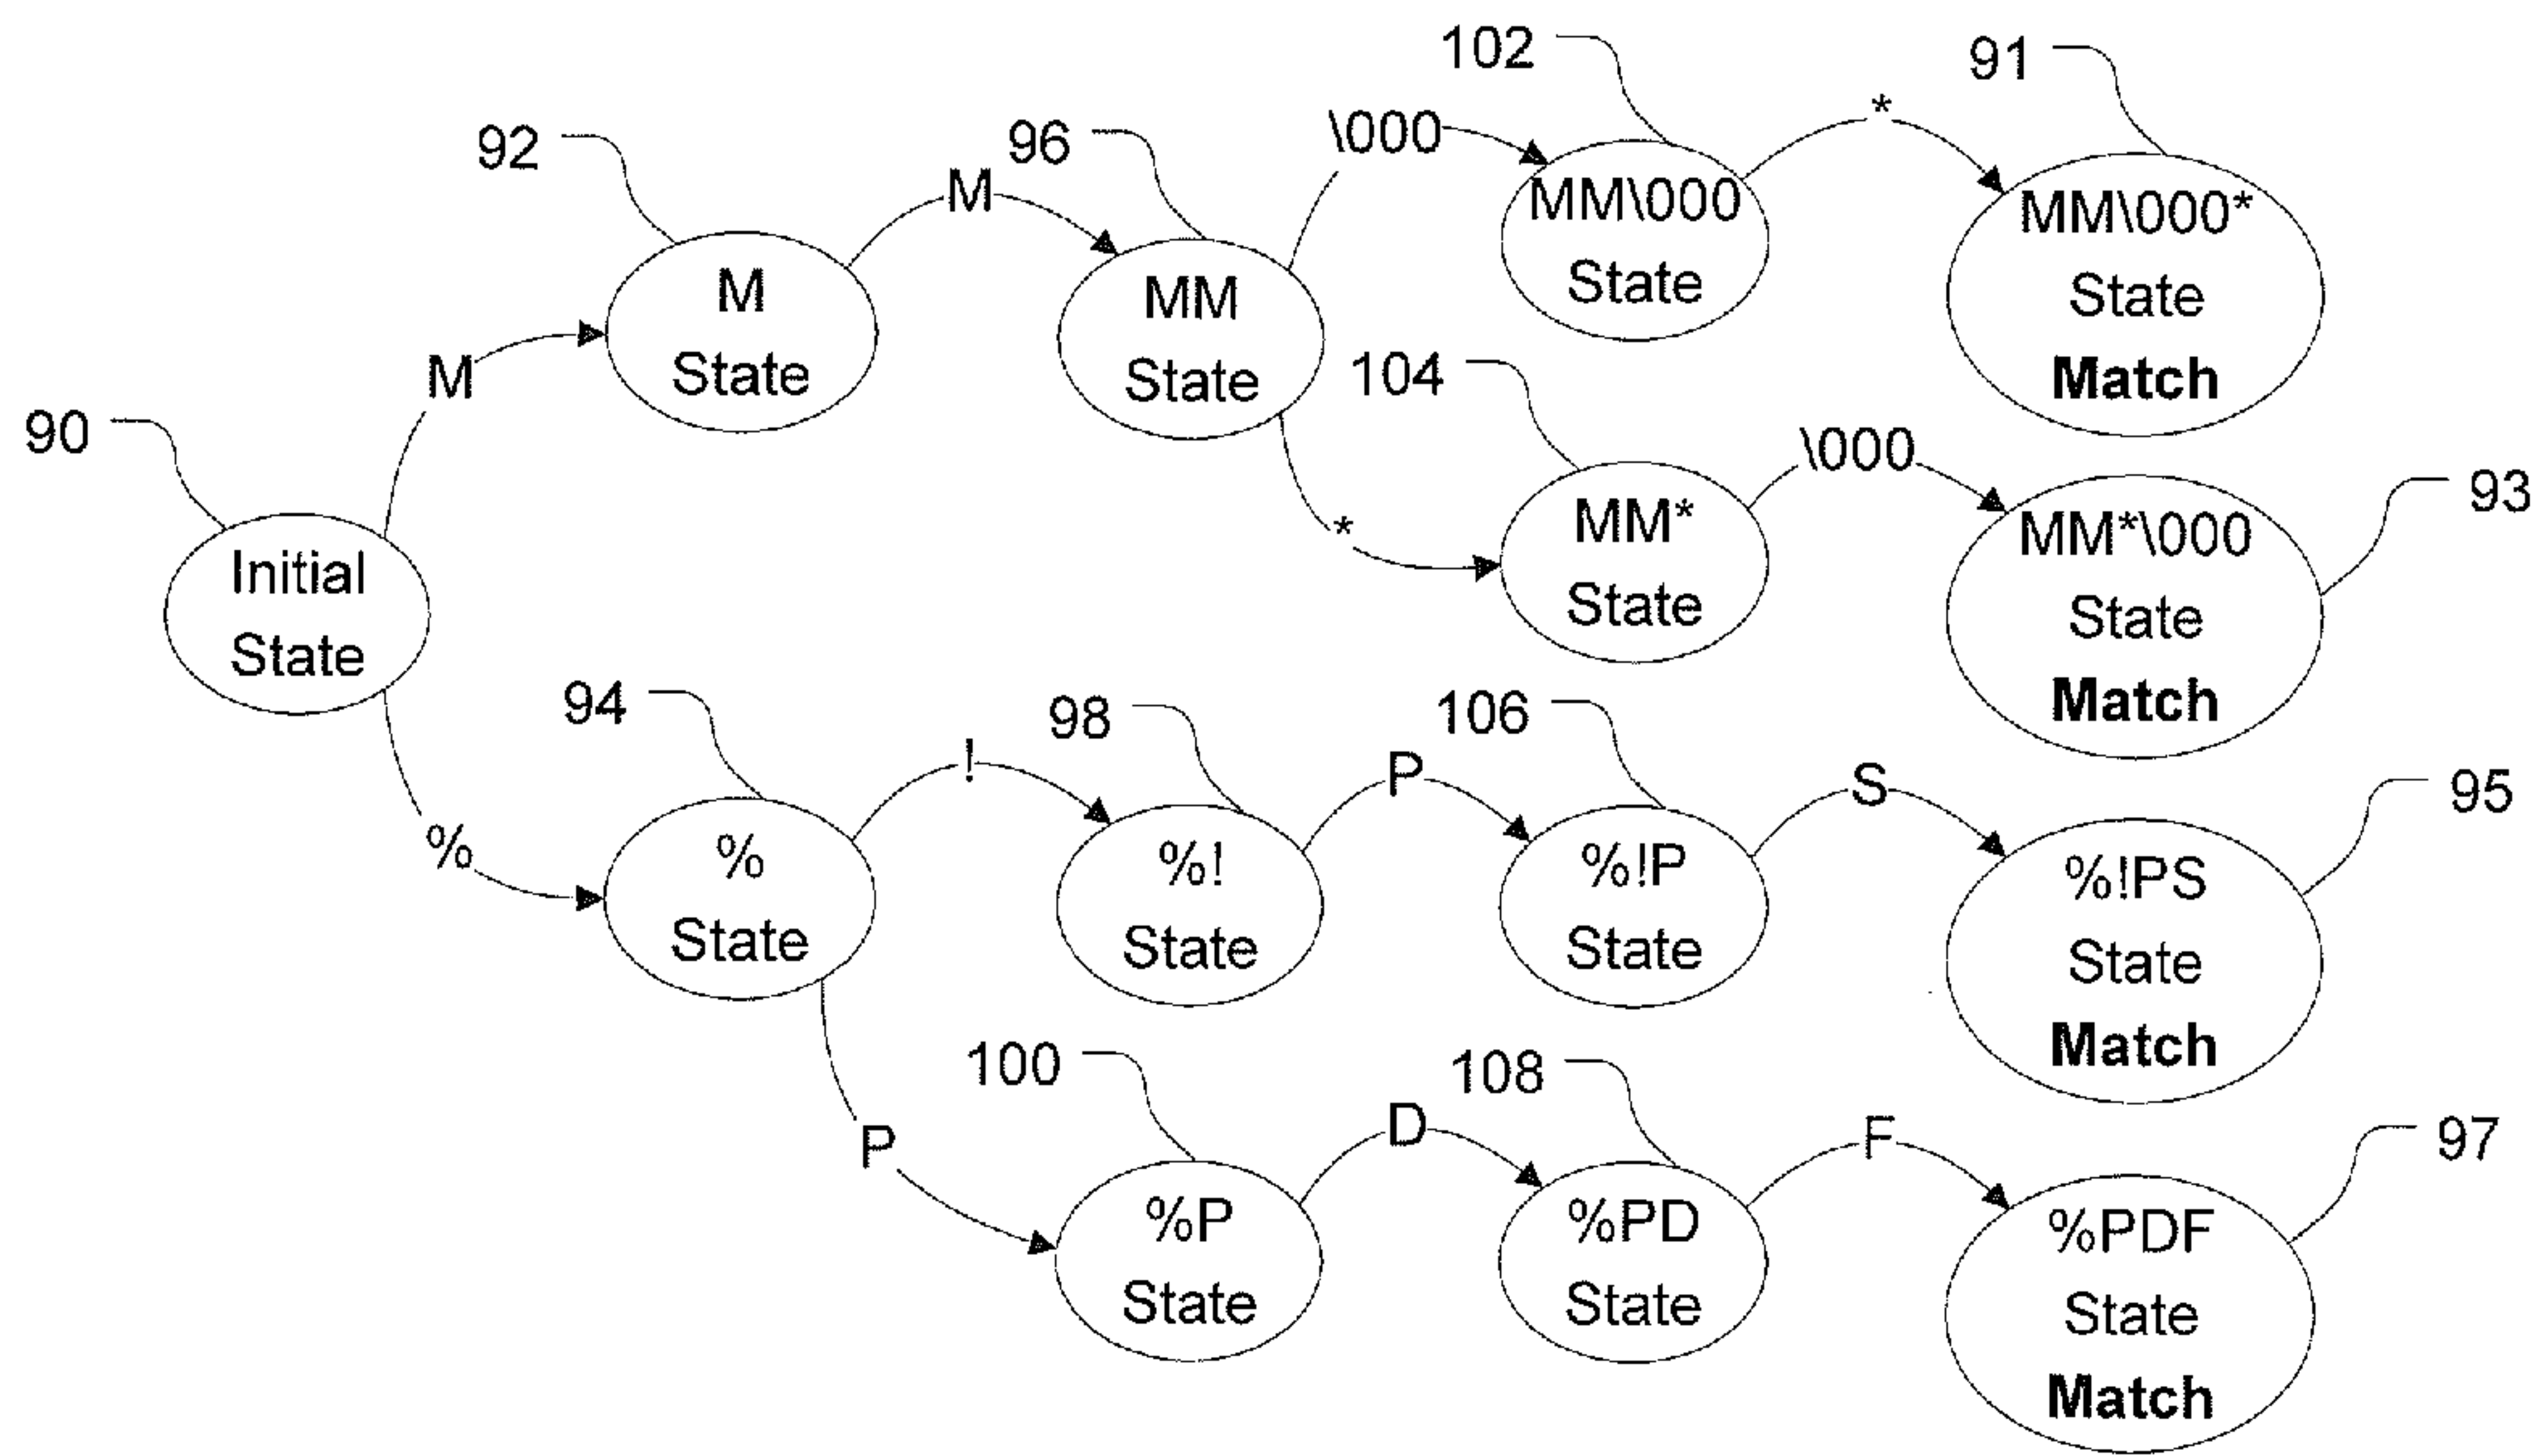 102
91
92
96
\000
*
M
MM\000
State
MM\000*
State
Match
M
State
MM
State
M
104
90
\000
93
*
MM*
State
MM*\000
State
Match
Initial
State
94
98
106
!
P
S
95
%
%
State
%!
State
%!P
State
%!PS
State
Match
100
108
P
D
F
97
%P
State
%PD
State
%PDF
State
Match